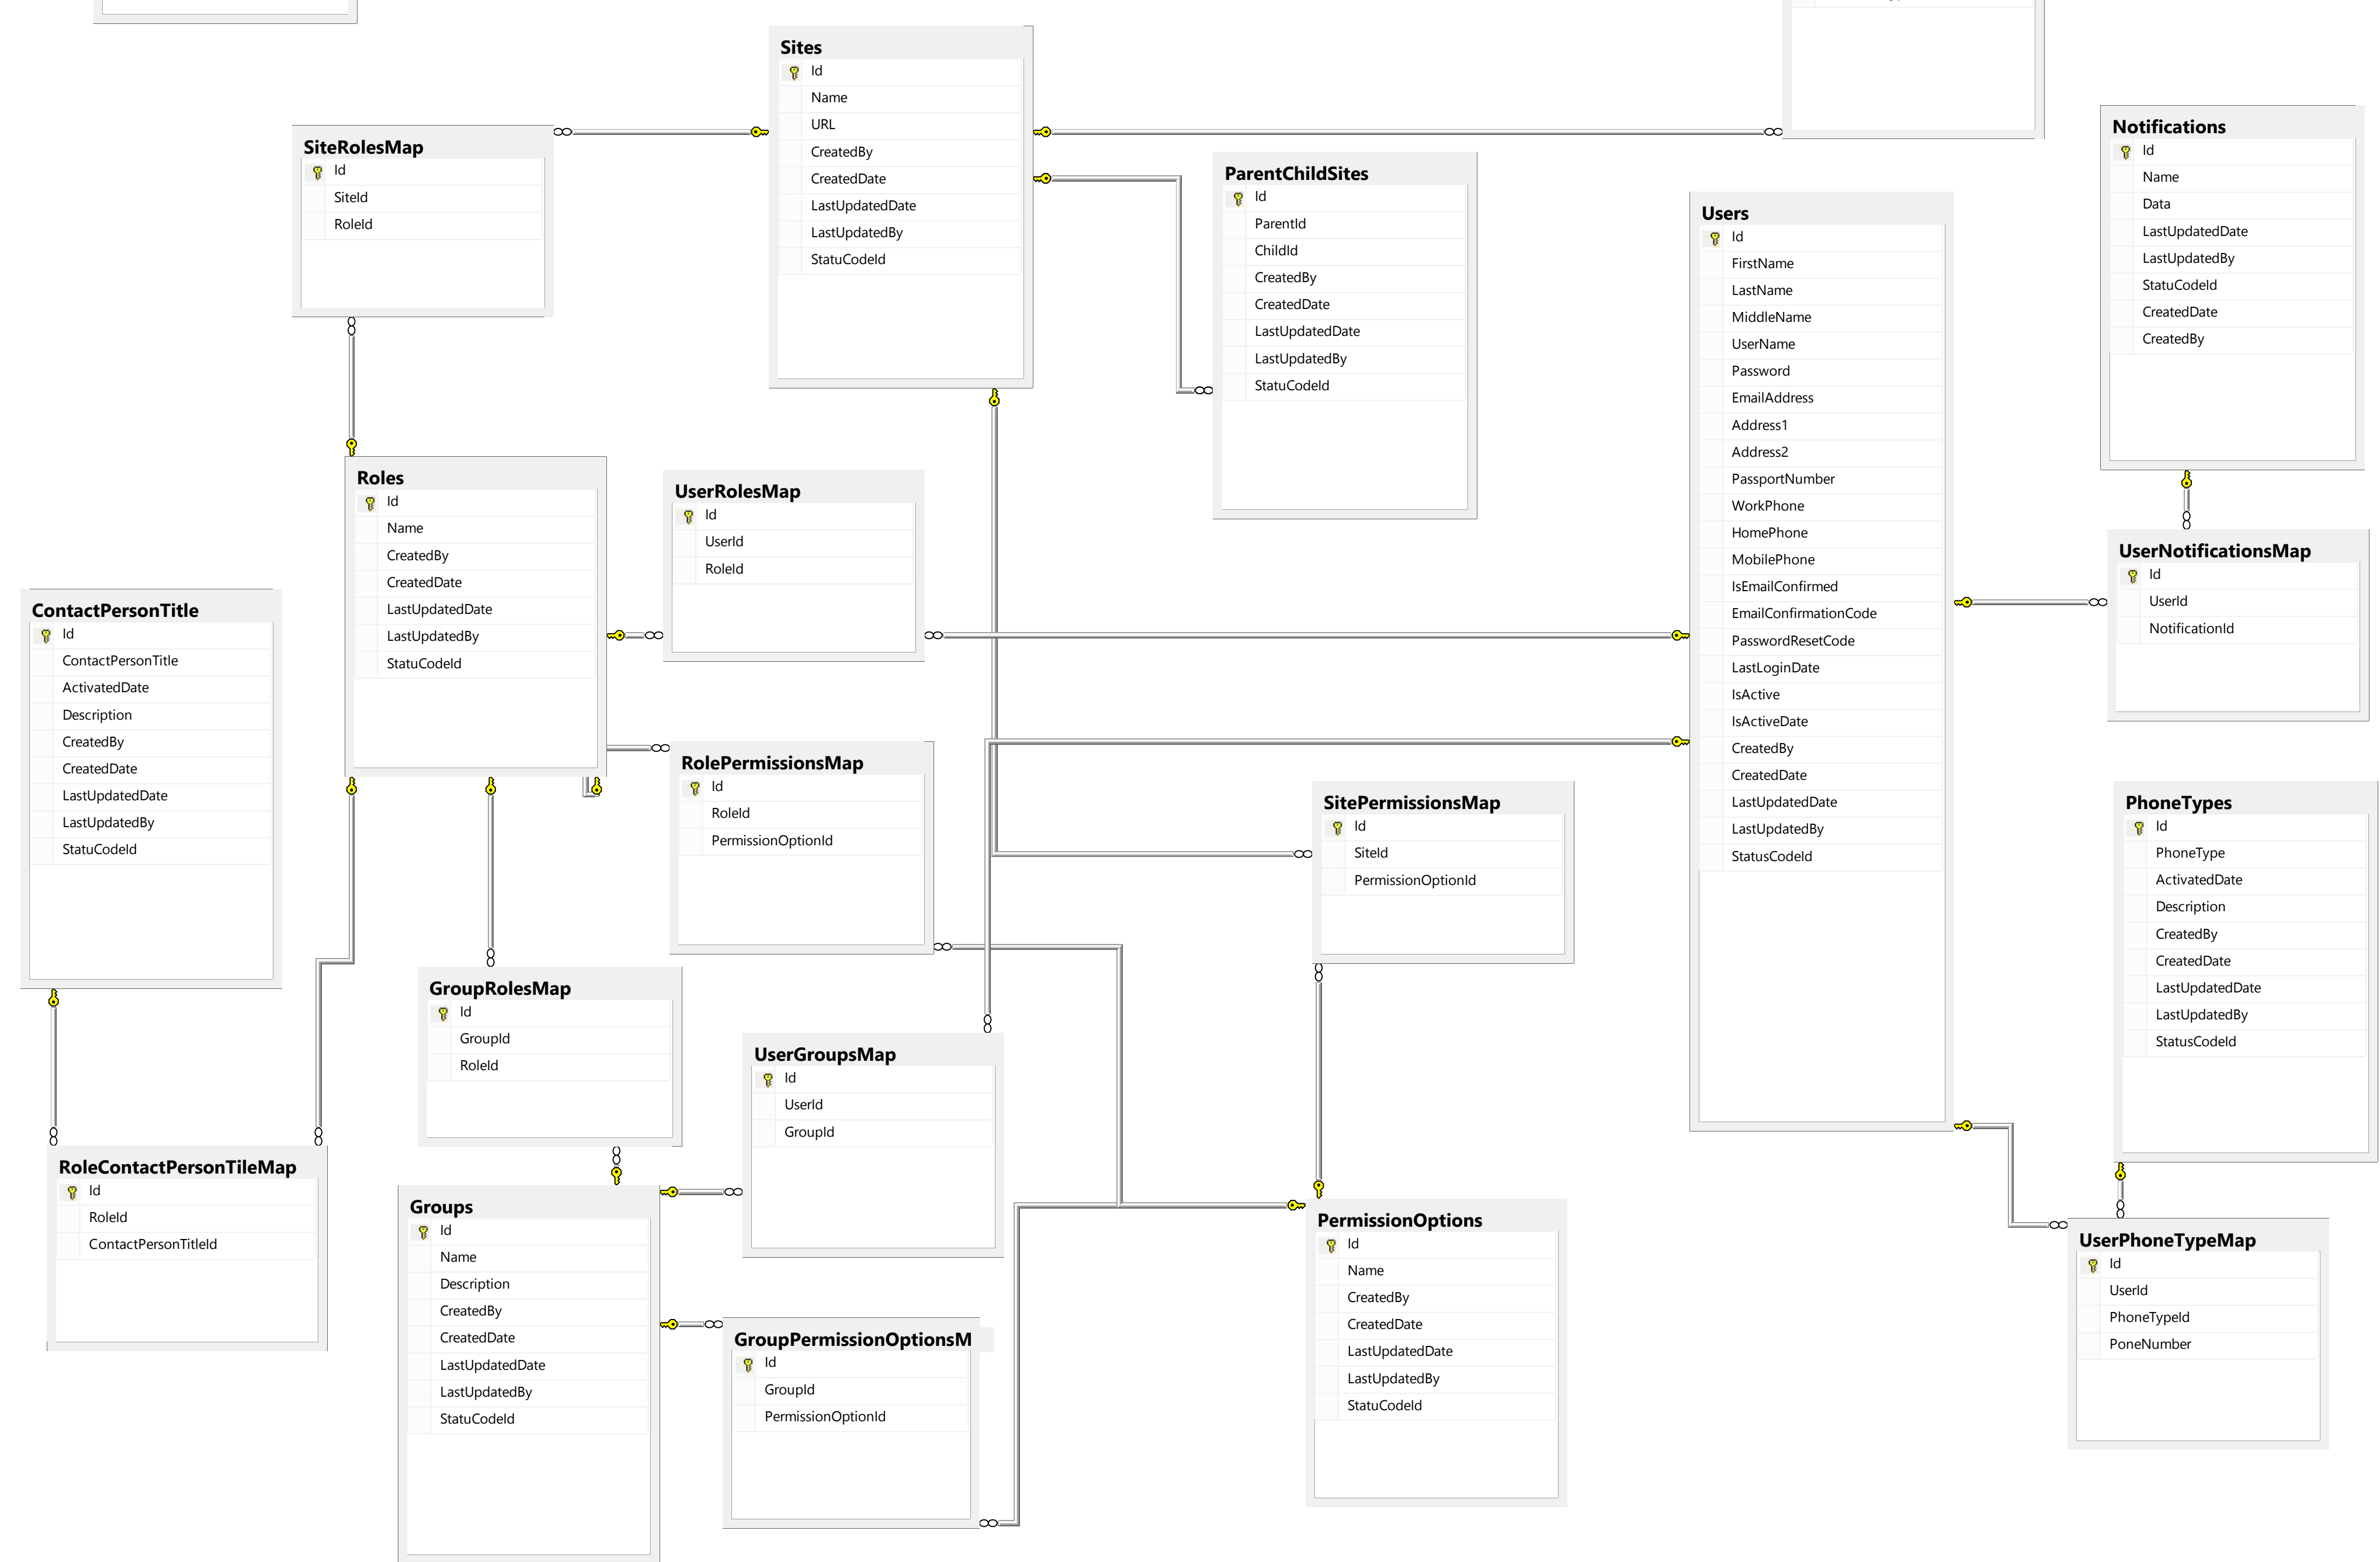 Sites
Id
Name
URL
CreatedBy
CreatedDate
LastUpdatedDate
LastUpdatedBy
StatuCodeId
SiteRolesMap
Id
SiteId
RoleId
ParentChildSites
Id
ParentId
ChildId
CreatedBy
CreatedDate
LastUpdatedDate
LastUpdatedBy
StatuCodeId
Users
Id
FirstName
LastName
MiddleName
UserName
Password
EmailAddress
Address1
Address2
PassportNumber
WorkPhone
HomePhone
MobilePhone
IsEmailConfirmed
EmailConfirmationCode
PasswordResetCode
LastLoginDate
IsActive
IsActiveDate
CreatedBy
CreatedDate
LastUpdatedDate
LastUpdatedBy
StatusCodeId
Notifications
Id
Name
Data
LastUpdatedDate
LastUpdatedBy
StatuCodeId
CreatedDate
CreatedBy
Roles
Id
Name
CreatedBy
CreatedDate
LastUpdatedDate
LastUpdatedBy
StatuCodeId
UserRolesMap
Id
UserId
RoleId
UserNotificationsMap
Id
UserId
NotificationId
ContactPersonTitle
Id
ContactPersonTitle
ActivatedDate
Description
CreatedBy
CreatedDate
LastUpdatedDate
LastUpdatedBy
StatuCodeId
RolePermissionsMap
Id
RoleId
PermissionOptionId
SitePermissionsMap
Id
SiteId
PermissionOptionId
PhoneTypes
Id
PhoneType
ActivatedDate
Description
CreatedBy
CreatedDate
LastUpdatedDate
LastUpdatedBy
StatusCodeId
GroupRolesMap
Id
GroupId
RoleId
UserGroupsMap
Id
UserId
GroupId
RoleContactPersonTileMap
Id
RoleId
ContactPersonTitleId
Groups
Id
Name
Description
CreatedBy
CreatedDate
LastUpdatedDate
LastUpdatedBy
StatuCodeId
GroupPermissionOptionsM
Id
GroupId
PermissionOptionId
PermissionOptions
Id
Name
CreatedBy
CreatedDate
LastUpdatedDate
LastUpdatedBy
StatuCodeId
UserPhoneTypeMap
Id
UserId
PhoneTypeId
PoneNumber